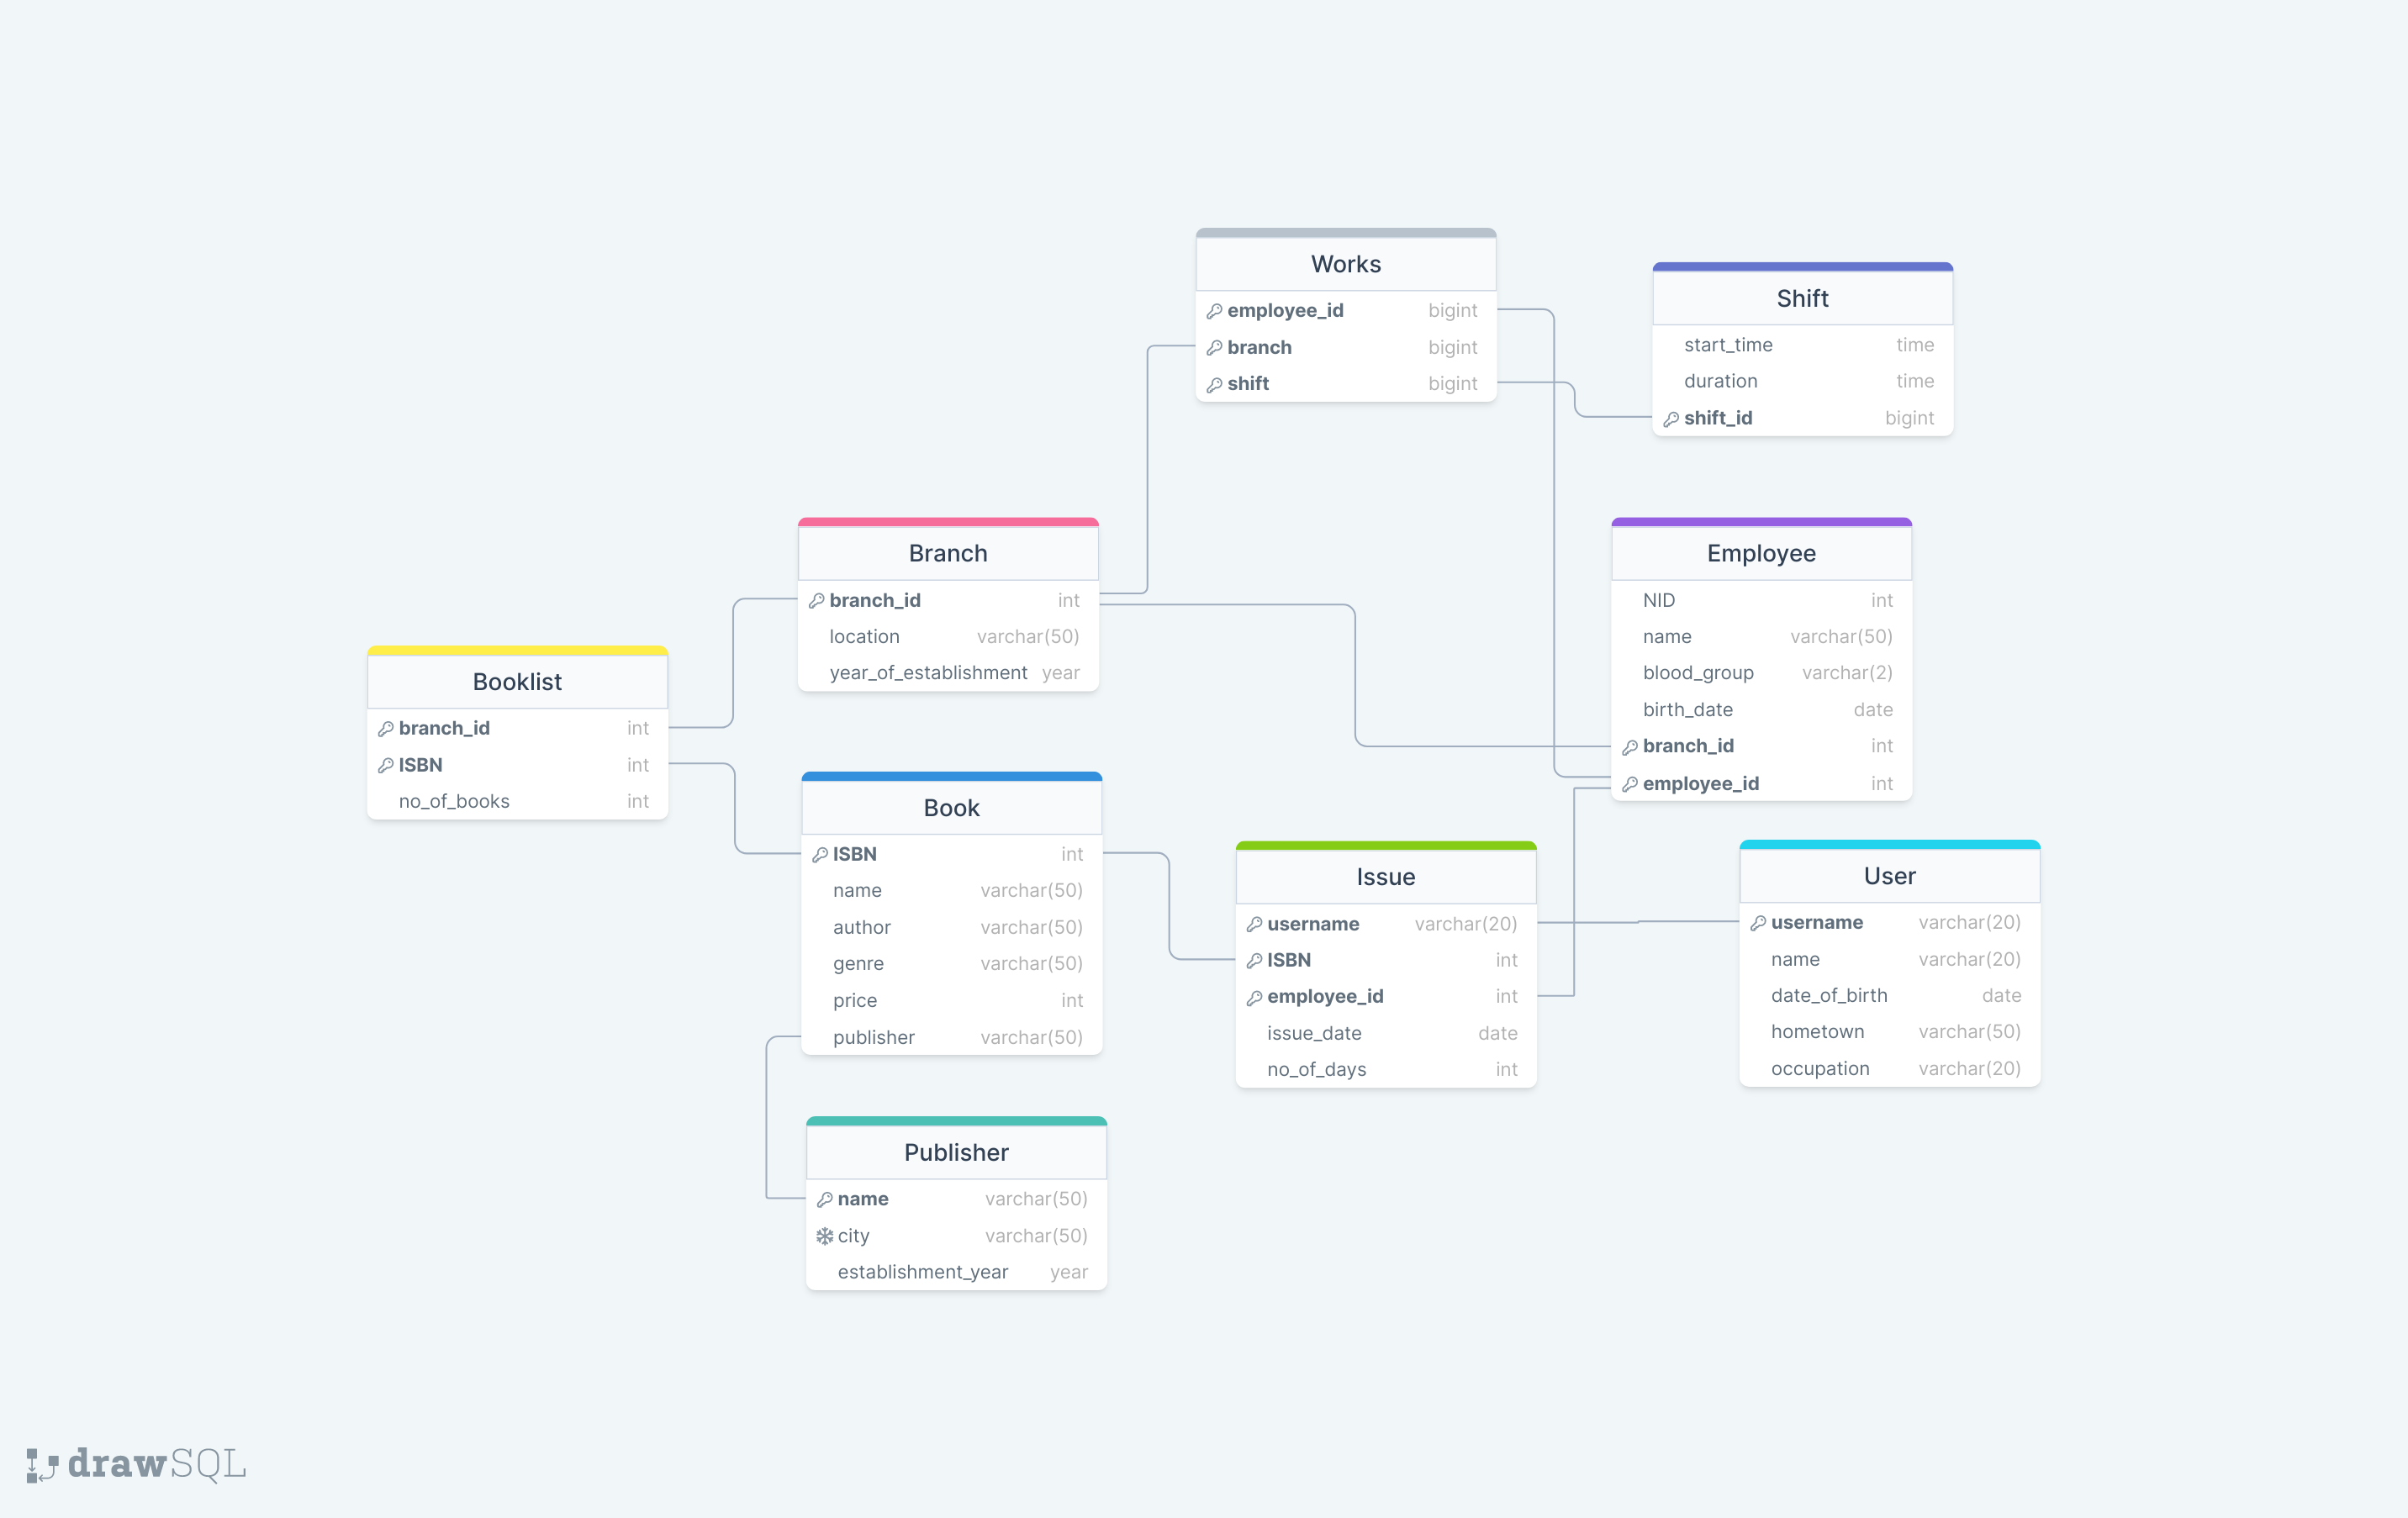 Works
employee_id bigint
branch bigint
shift bigint
Shift
start_time time
duration time
shift_id bigint
Branch
branch_id int
location varchar(50)
year_of_establishment year
Employee
NID int
name varchar(50)
blood_group varchar(2)
birth_date date
branch_id int
employee_id int
Booklist
branch_id int
ISBN int
no_of_books int
Book
ISBN int
name varchar(50)
author varchar(50)
genre varchar(50)
price int
publisher varchar(50)
Issue
username varchar(20)
ISBN int
employee_id int
issue_date date
no_of_days int
User
username varchar(20)
name varchar(20)
date_of_birth date
hometown varchar(50)
occupation varchar(20)
Publisher
name varchar(50)
city varchar(50)
establishment_year year
drawSQL